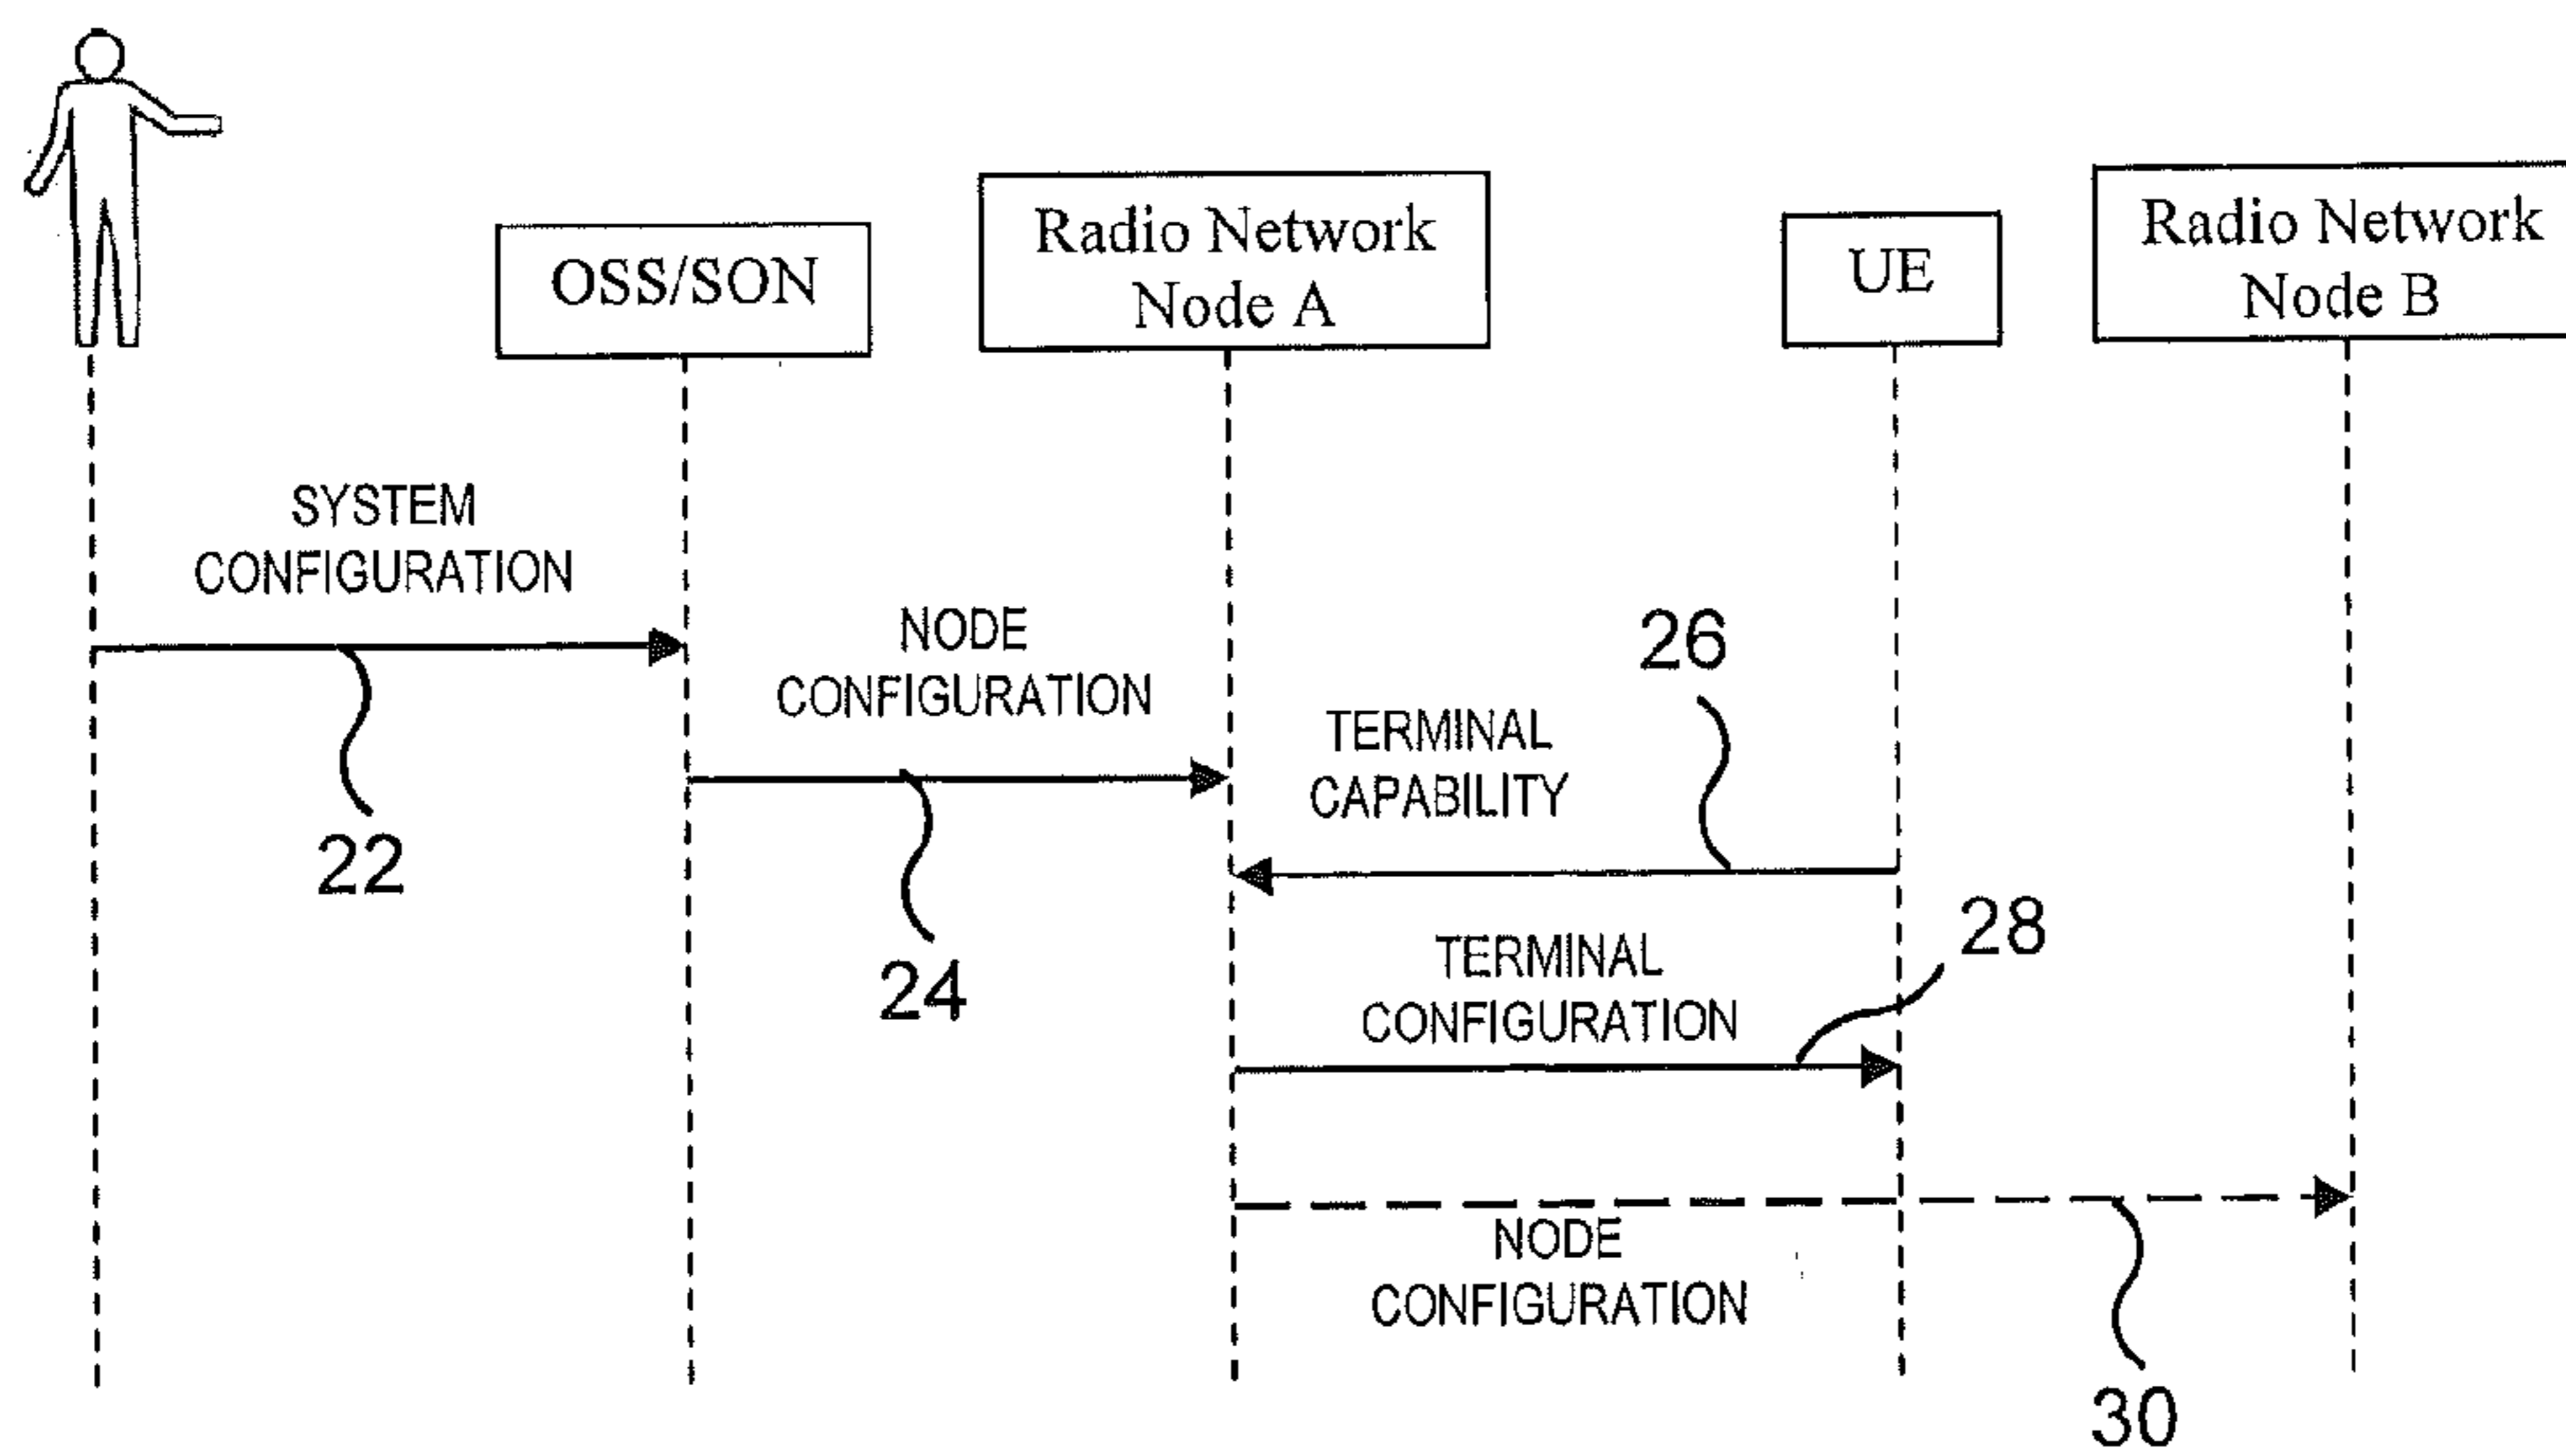 OSS/SON
Radio Network
Node A
UE
Radio Network
Node B
SYSTEM
CONFIGURATION
22
NODE
CONFIGURATION
24
26
TERMINAL
CAPABILITY
28
TERMINAL
CONFIGURATION
NODE
CONFIGURATION
30